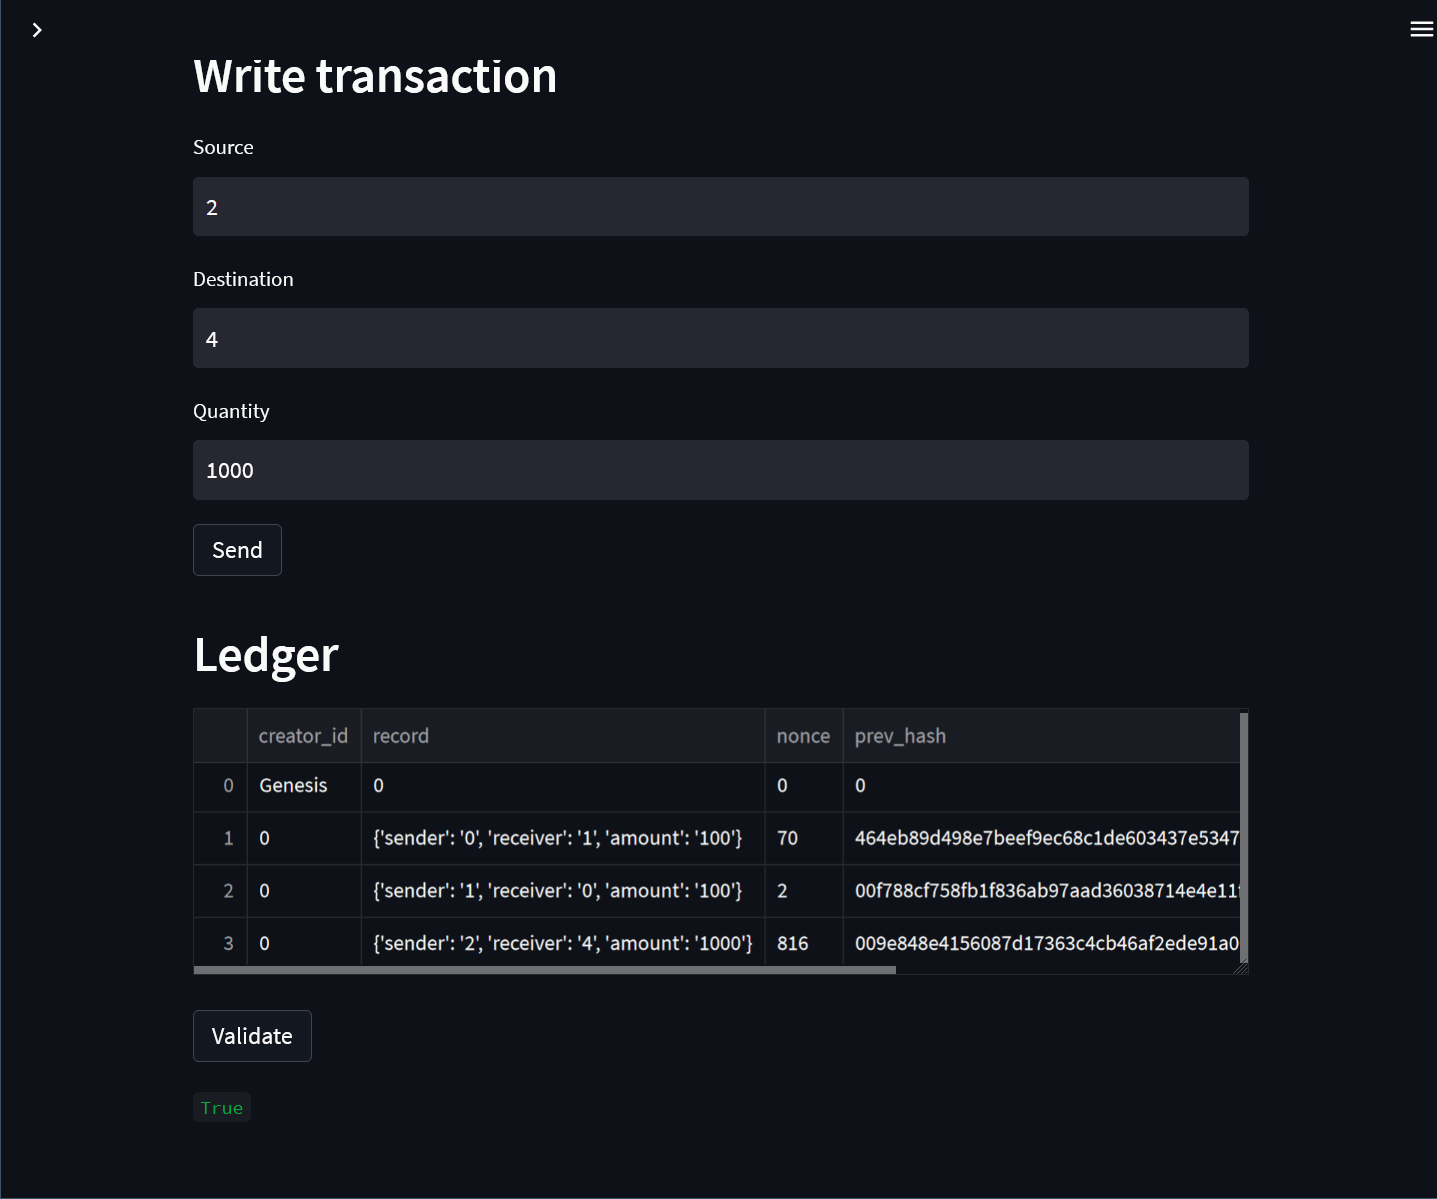 Write transaction
Source
2
Destination
4
Quantity
1000
Send
Ledger
creator_id record nonce prev_hash
0 Genesis 0 0 0
1 0 {'sender': '0', 'receiver': '1', 'amount': '100'} 70 464eb89d498e7beef9ec68c1de603437e5347
2 0 {'sender': '1', 'receiver': '0', 'amount': '100'} 2 00f788cf758fb1f836ab97aad36038714e4e11
3 0 {'sender': '2', 'receiver': '4', 'amount': '1000'} 816 009e848e4156087d17363c4cb46af2ede91a0
Validate
True